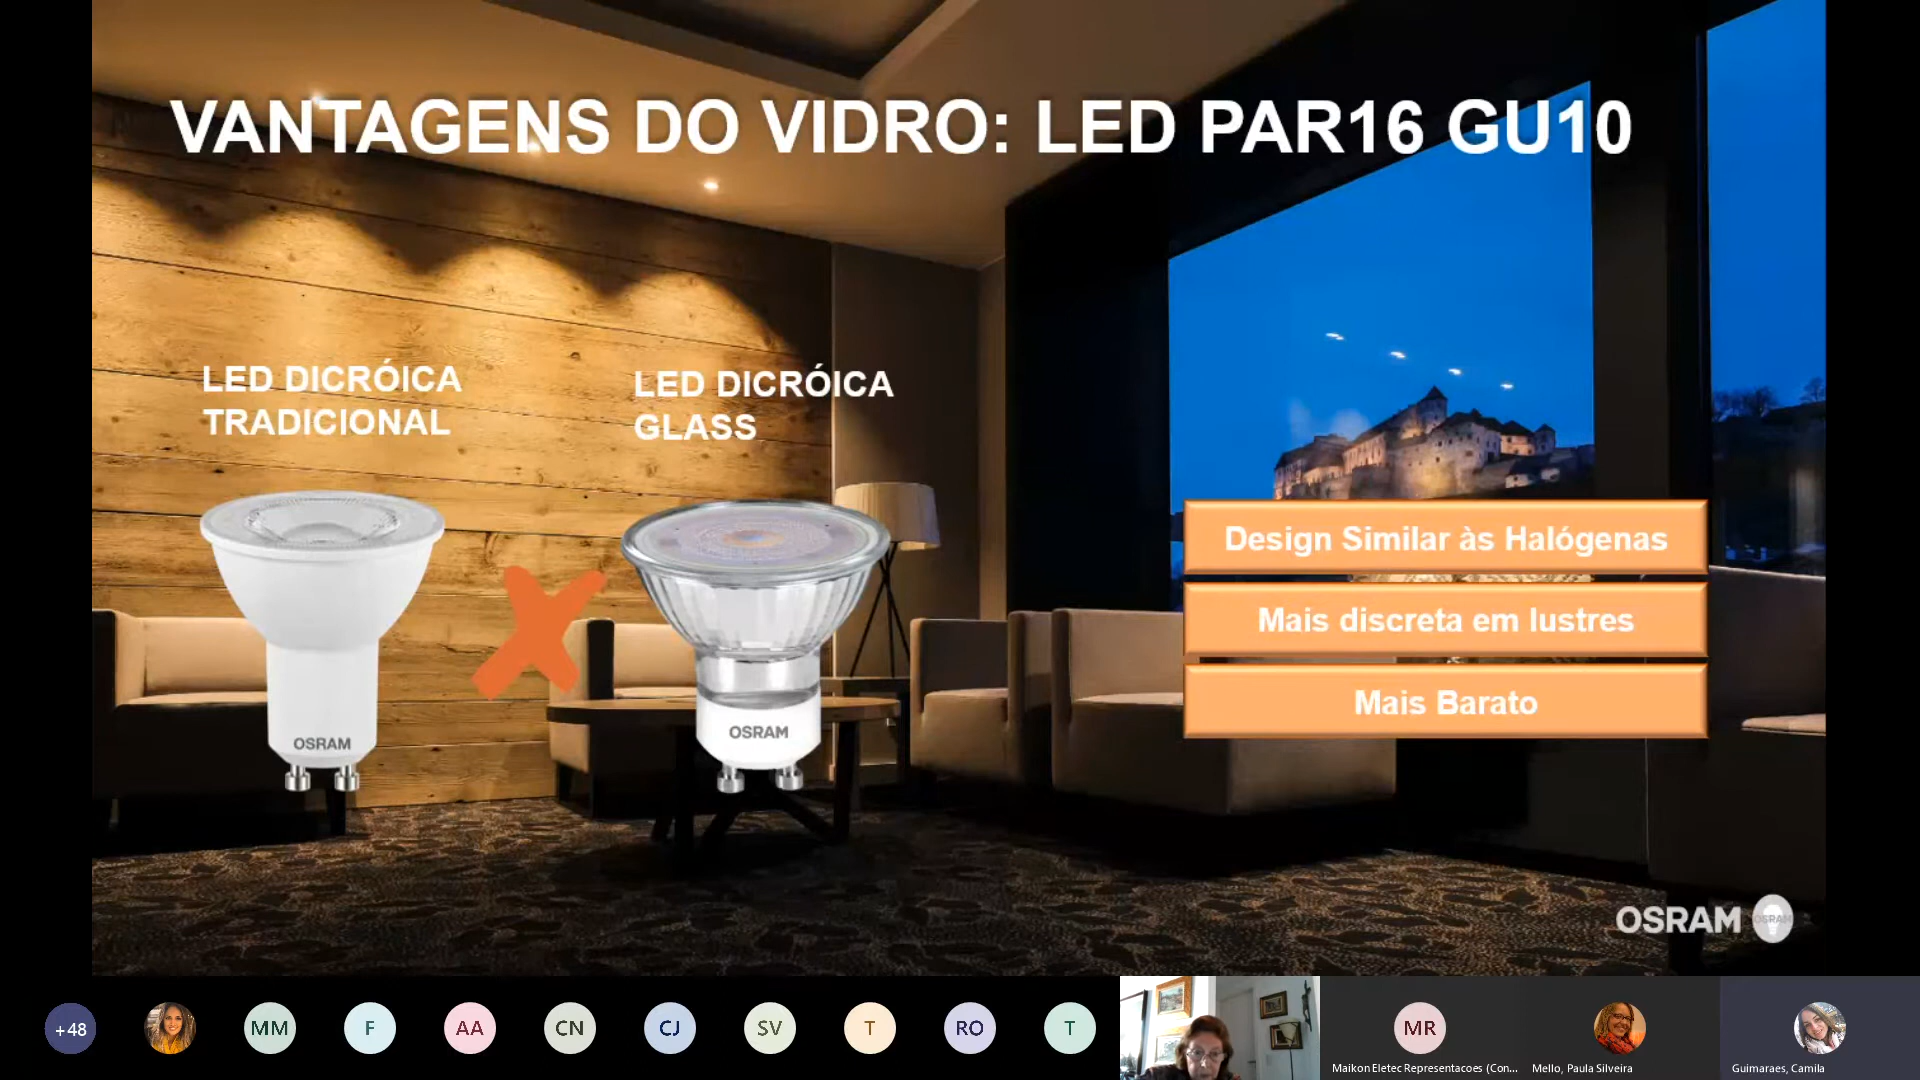 VANTAGENS DO VIDRO: LED PAR16 GU10
LED DICRÓICA
TRADICIONAL
LED DICRÓICA
GLASS
OSRAM
OSRAM
Design Similar às Halógenas
Mais discreta em lustres
Mais Barato
OSRAM
OSRAM
+48
MM
F
AA
CN
CJ
SV
T
RO
T
MR
Maikon Eletec Representacoes (Con...
Mello, Paula Silveira
Guimaraes, Camila